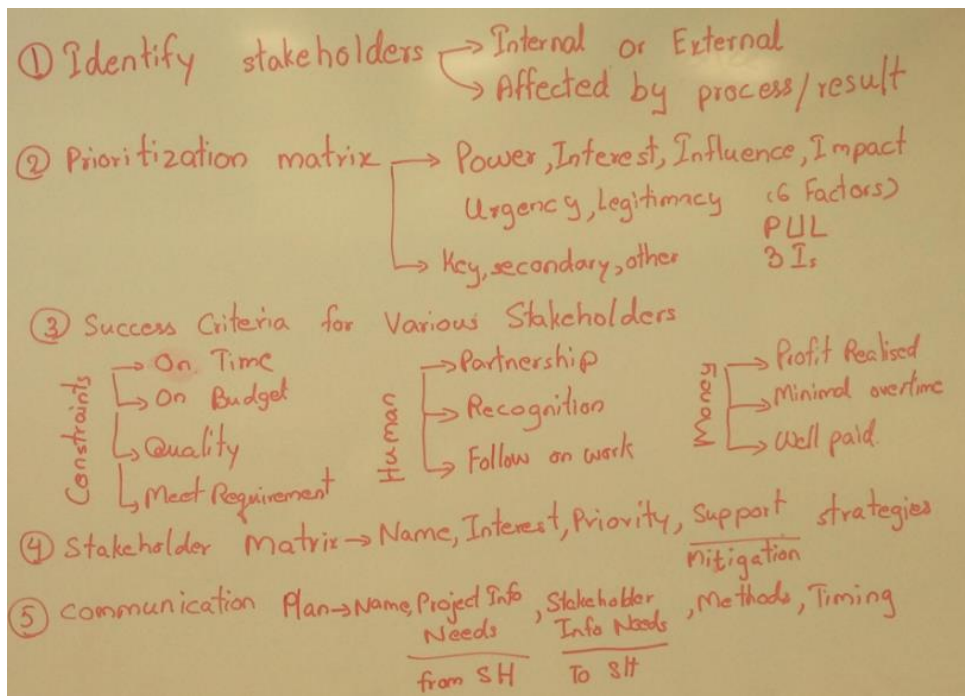 ① Identify stakeholders → Internal or External
→ Affected by process/result
② Prioritization matrix → Power, Interest, Influence, Impact
Urgency, Legitimacy (6 Factors)
PUL
→ Key, secondary, other 3 Is
③ Success Criteria for Various Stakeholders
Constraints
→ On Time
→ On Budget
→ Quality
→ Meet Requirement
Human
→ Partnership
→ Recognition
→ Follow on work
Money
→ Profit Realised
→ Minimal overtime
→ Well paid.
④ Stakeholder Matrix → Name, Interest, Priority, Support strategies
Mitigation
⑤ Communication Plan → Name, Project Info, Stakeholder, Methods, Timing
Needs Info Needs
from SH To SH